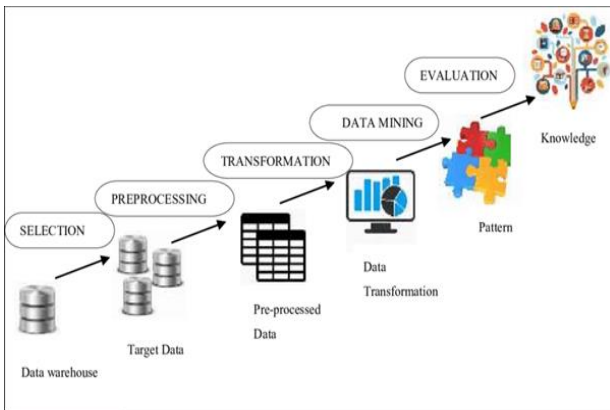 EVALUATION
Knowledge
DATA MINING
Pattern
TRANSFORMATION
Data
Transformation
PREPROCESSING
Pre-processed
Data
SELECTION
Target Data
Data warehouse